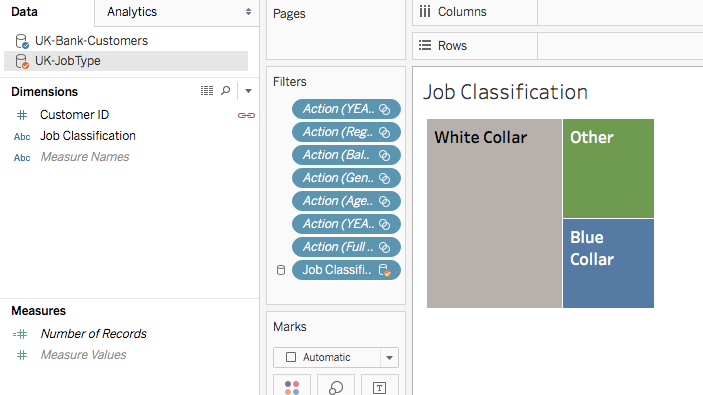 Data
Analytics
UK-Bank-Customers
UK-JobType
Dimensions
# Customer ID
Abc Job Classification
Abc Measure Names
Measures
=# Number of Records
# Measure Values
Pages
Filters
Action (YEA..
Action (Reg..
Action (Bal..
Action (Gen..
Action (Age..
Action (YEA..
Action (Full ..
Job Classifi..
Marks
Automatic
T
Columns
Rows
Job Classification
White Collar
Other
Blue
Collar